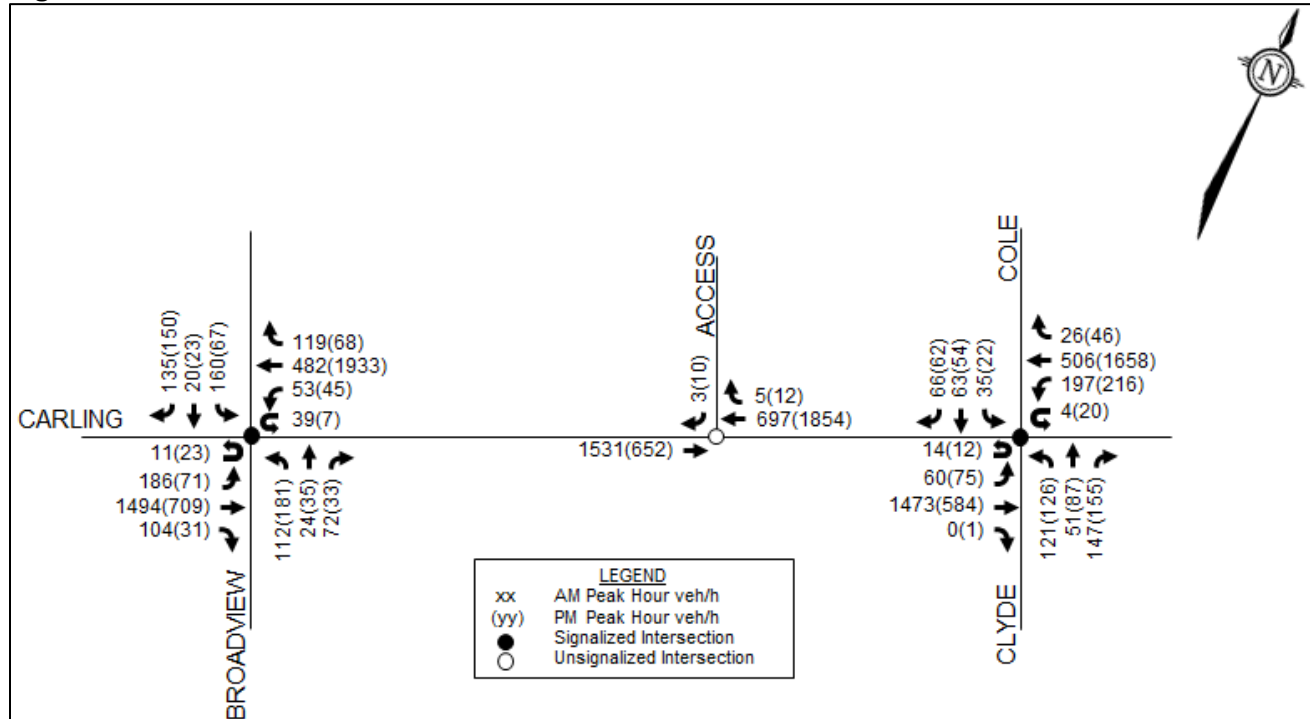 N
CARLING
BROADVIEW
135(150)
20(23)
160(67)
119(68)
482(1933)
53(45)
39(7)
11(23)
186(71)
1494(709)
104(31)
112(181)
24(35)
72(33)
ACCESS
3(10)
5(12)
697(1854)
1531(652)
COLE
66(62)
63(54)
35(22)
26(46)
506(1658)
197(216)
4(20)
14(12)
60(75)
1473(584)
0(1)
121(126)
51(87)
147(155)
CLYDE
LEGEND
xx AM Peak Hour veh/h
(yy) PM Peak Hour veh/h
Signalized Intersection
Unsignalized Intersection